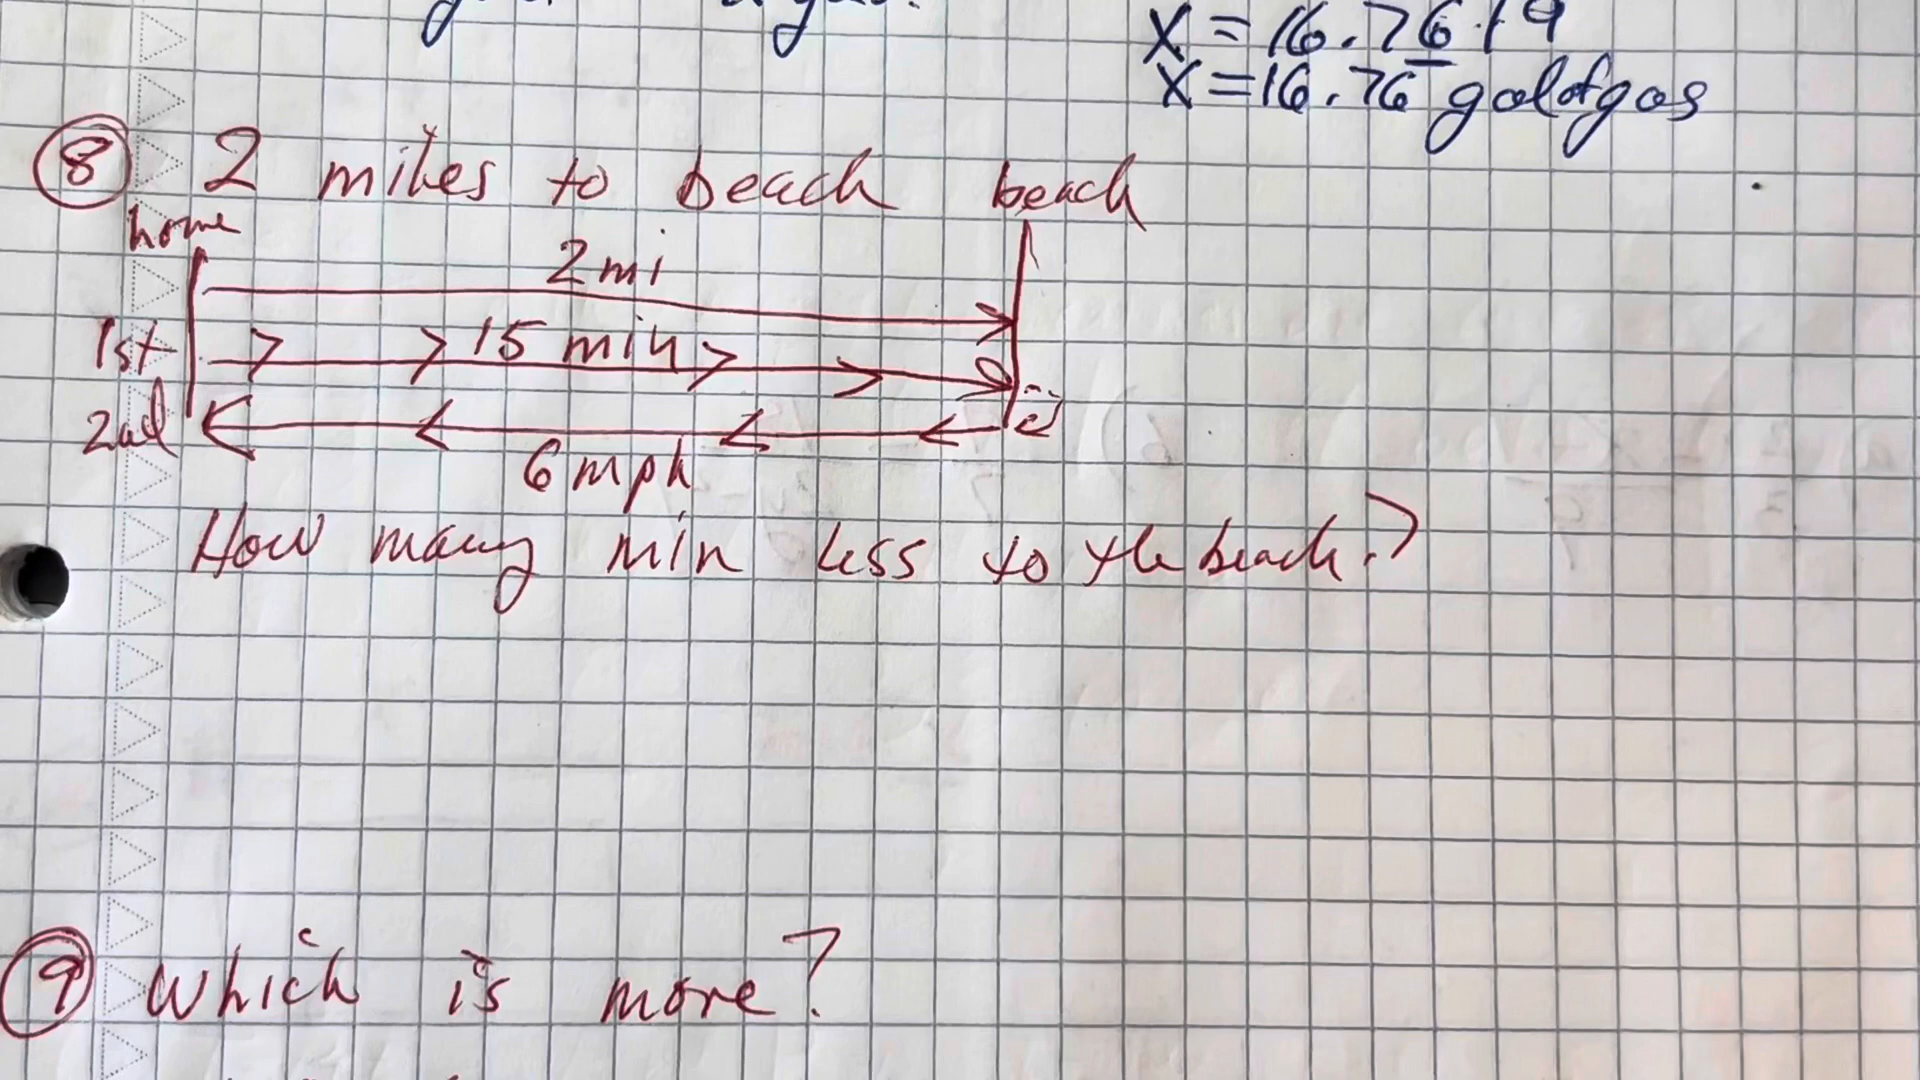 X = 16.7619
X = 16.76 gal of gas
8 2 miles to beach beach
home
2 mi
1st 15 min
2nd
6 mph
How many min less to the beach?
9 Which is more?